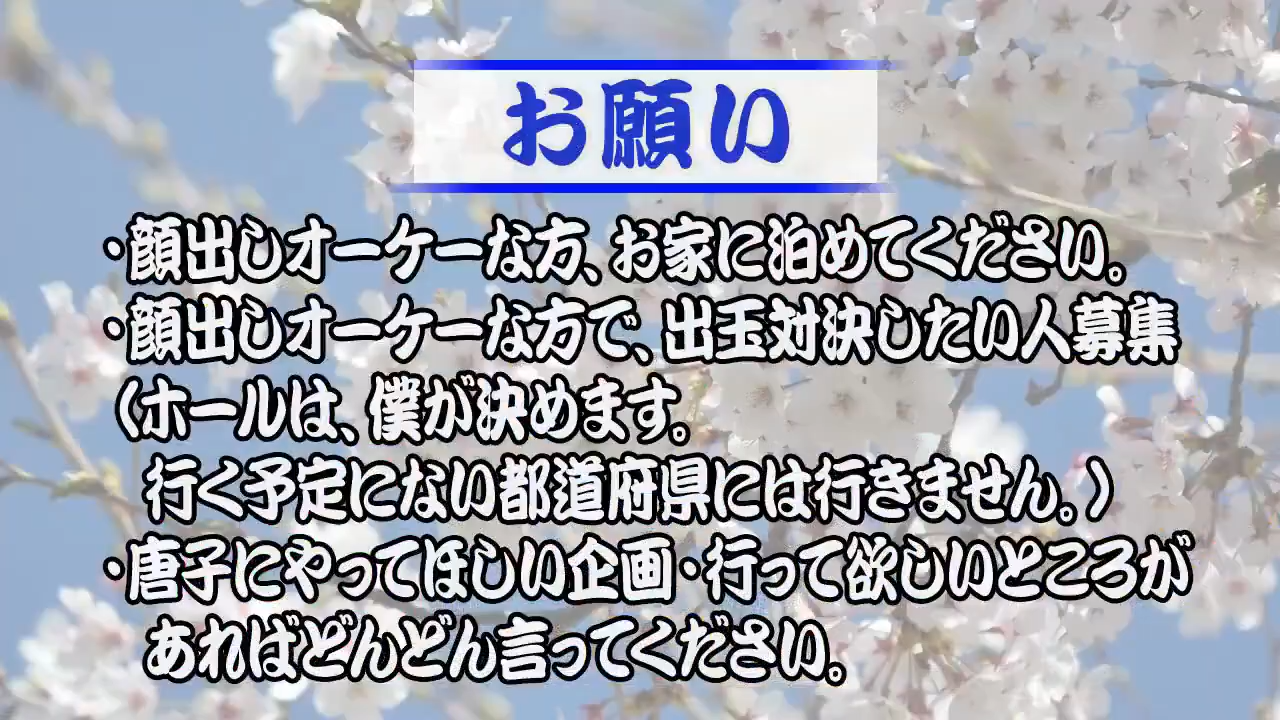 お願い
・顔出しオーケーな方、お家に泊めてください。
・顔出しオーケーな方で、出玉対決したい人募集
(ホールは、僕が決めます。
行く予定にない都道府県には行きません。)
・唐子にやってほしい企画・行って欲しいところが
あればどんどん言ってください。